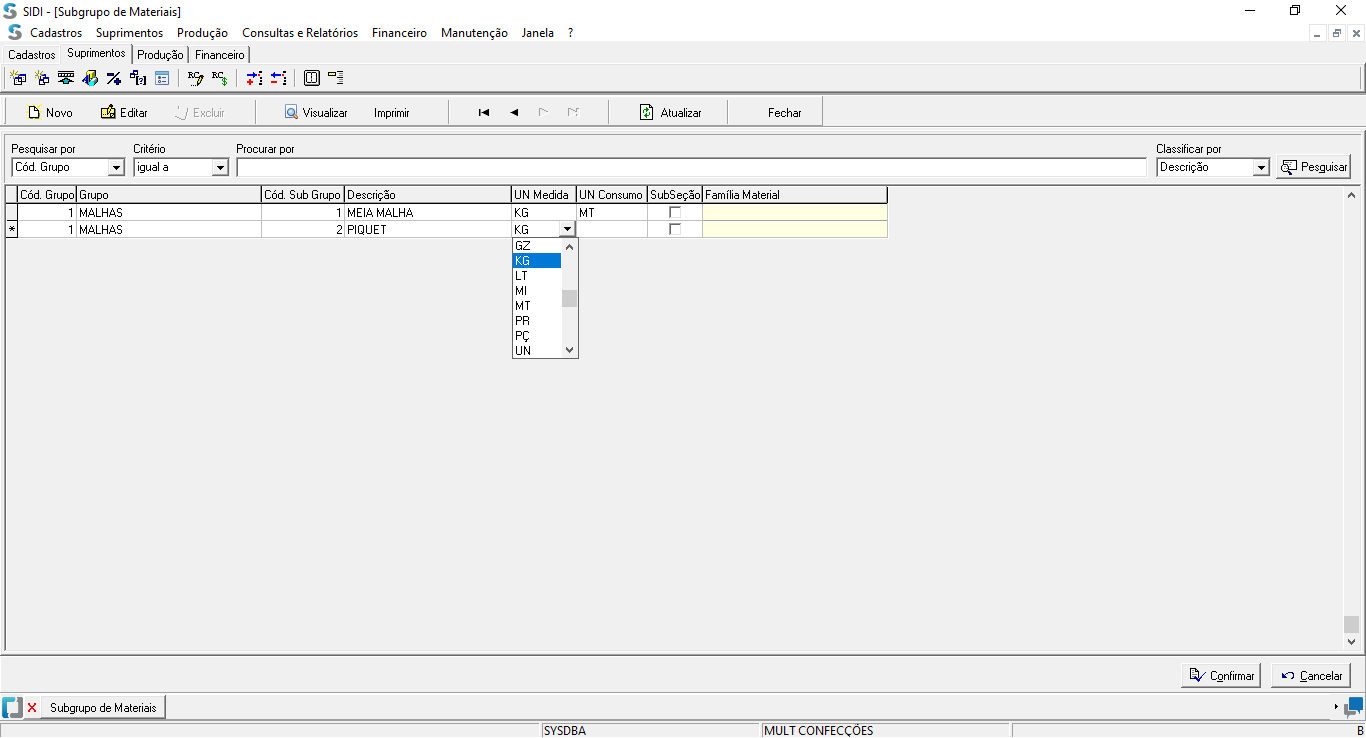 SIDI - [Subgrupo de Materiais]
Cadastros Suprimentos Produção Consultas e Relatórios Financeiro Manutenção Janela ?
Cadastros Suprimentos Produção Financeiro
Novo Editar Excluir Visualizar Imprimir Atualizar Fechar
Pesquisar por Critério Procurar por Classificar por
Cód. Grupo igual a Descrição Pesquisar
Cód. Grupo Grupo Cód. Sub Grupo Descrição UN Medida UN Consumo SubSeção Família Material
1 MALHAS 1 MEIA MALHA KG MT
* 1 MALHAS 2 PIQUET KG
GZ
KG
LT
MI
MT
PR
PÇ
UN
Confirmar Cancelar
Subgrupo de Materiais
SYSDBA MULT CONFECÇÕES B